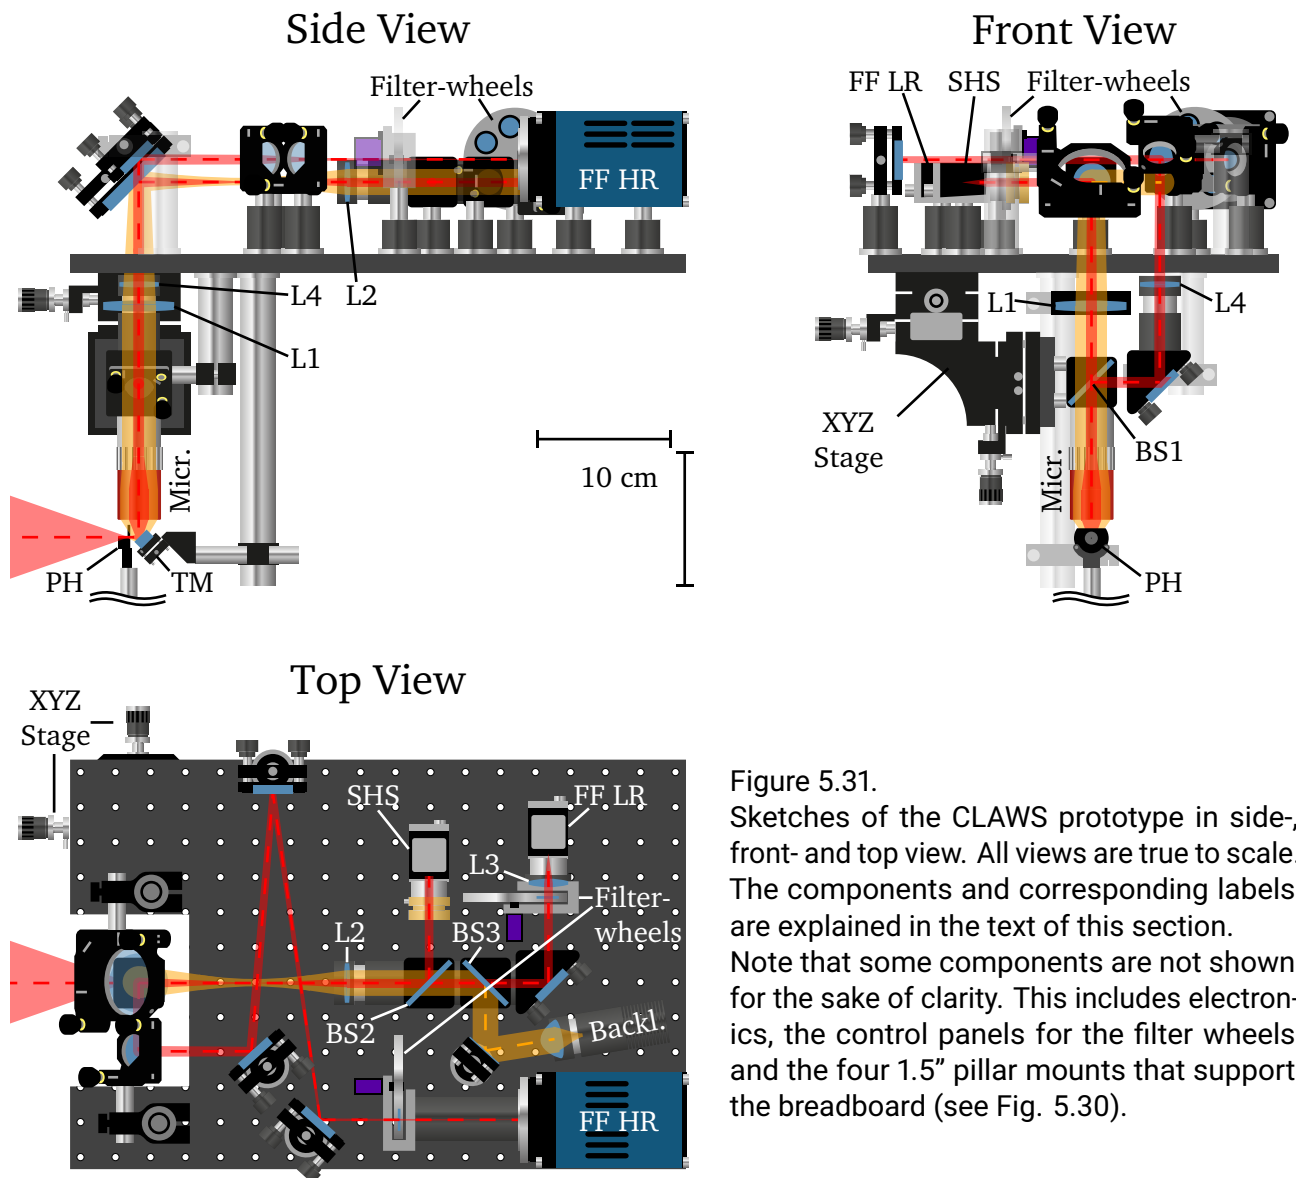 Side View
Filter-wheels
FF HR
L4
L2
L1
Micr.
10 cm
PH
TM
Front View
FF LR
SHS
Filter-wheels
L1
L4
XYZ
Stage
BS1
Micr.
PH
Top View
XYZ
Stage
SHS
FF LR
L3
Filter-
wheels
L2
BS3
BS2
Backl.
FF HR
Figure 5.31.
Sketches of the CLAWS prototype in side-,
front- and top view. All views are true to scale.
The components and corresponding labels
are explained in the text of this section.
Note that some components are not shown
for the sake of clarity. This includes electron-
ics, the control panels for the filter wheels
and the four 1.5” pillar mounts that support
the breadboard (see Fig. 5.30).